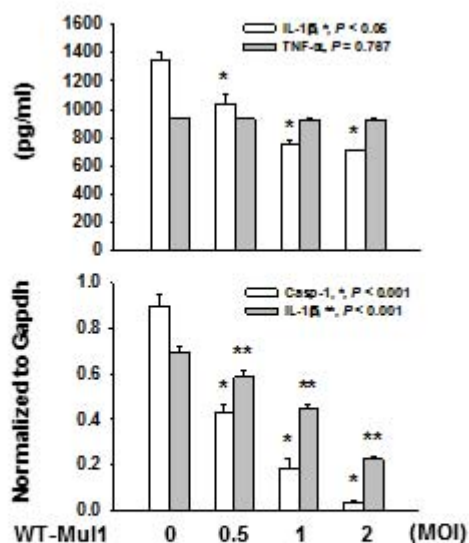 IL-1β, *, P < 0.05
TNF-α, P = 0.767
1600
1400
1200
1000
800
600
400
200
0
(pg/ml)
*
*
*
Casp-1, *, P < 0.001
IL-1β, **, P < 0.001
1.0
0.8
0.6
0.4
0.2
0.0
Normalized to Gapdh
* ** * ** * **
WT-Mul1 0 0.5 1 2 (MOI)